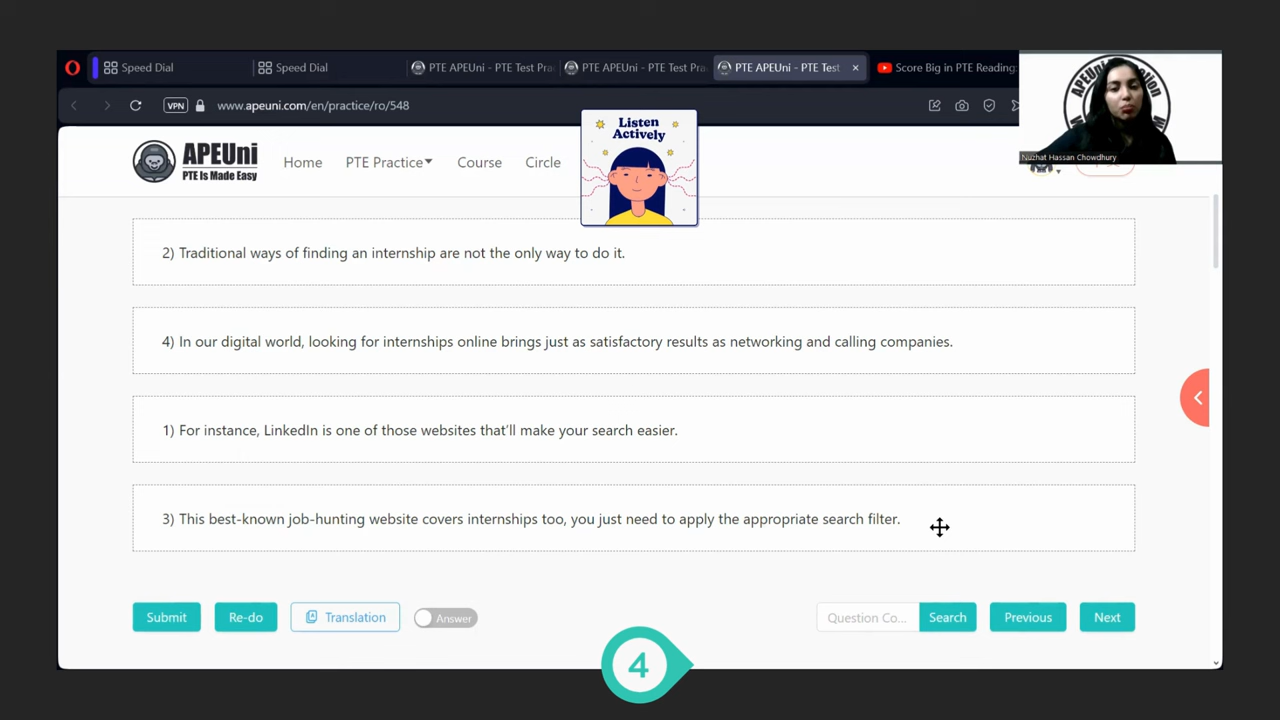 Speed Dial
Speed Dial
PTE APEUni - PTE Test Pra
PTE APEUni - PTE Test Pra
PTE APEUni - PTE Test
Score Big in PTE Reading:
VPN
www.apeuni.com/en/practice/ro/548
APEUni
Nuzhat Hassan Chowdhury
Listen
Actively
APEUni
PTE Is Made Easy
Home
PTE Practice
Course
Circle
2) Traditional ways of finding an internship are not the only way to do it.
4) In our digital world, looking for internships online brings just as satisfactory results as networking and calling companies.
1) For instance, LinkedIn is one of those websites that'll make your search easier.
3) This best-known job-hunting website covers internships too, you just need to apply the appropriate search filter.
Submit
Re-do
Translation
Answer
Question Co...
Search
Previous
Next
4